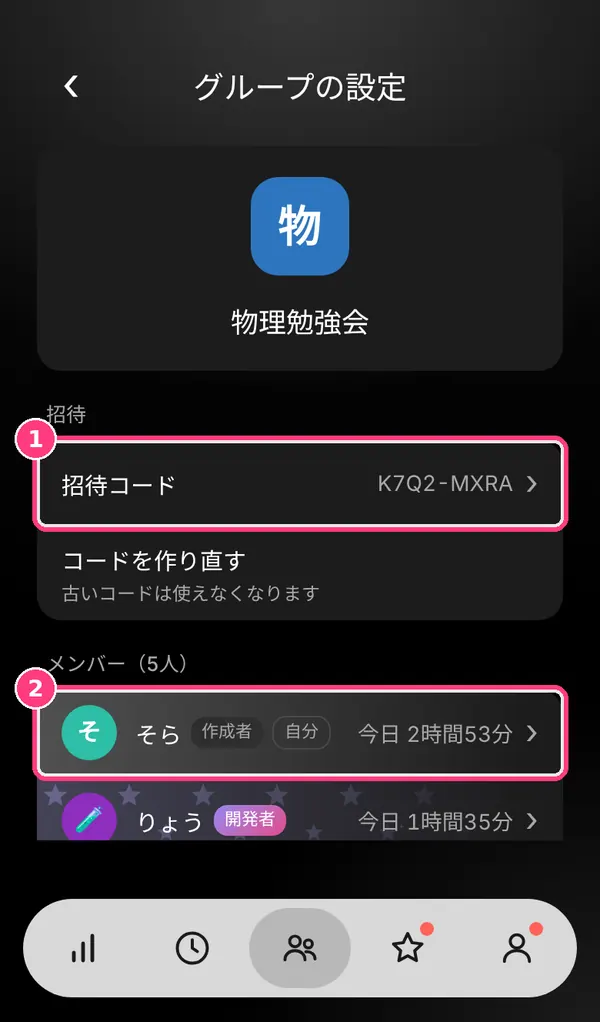 グループの設定
物
物理勉強会
招待
1
招待コード K7Q2-MXRA
コードを作り直す
古いコードは使えなくなります
メンバー（5人）
2
そ そら 作成者 自分 今日 2時間53分
りょう 開発者 今日 1時間35分